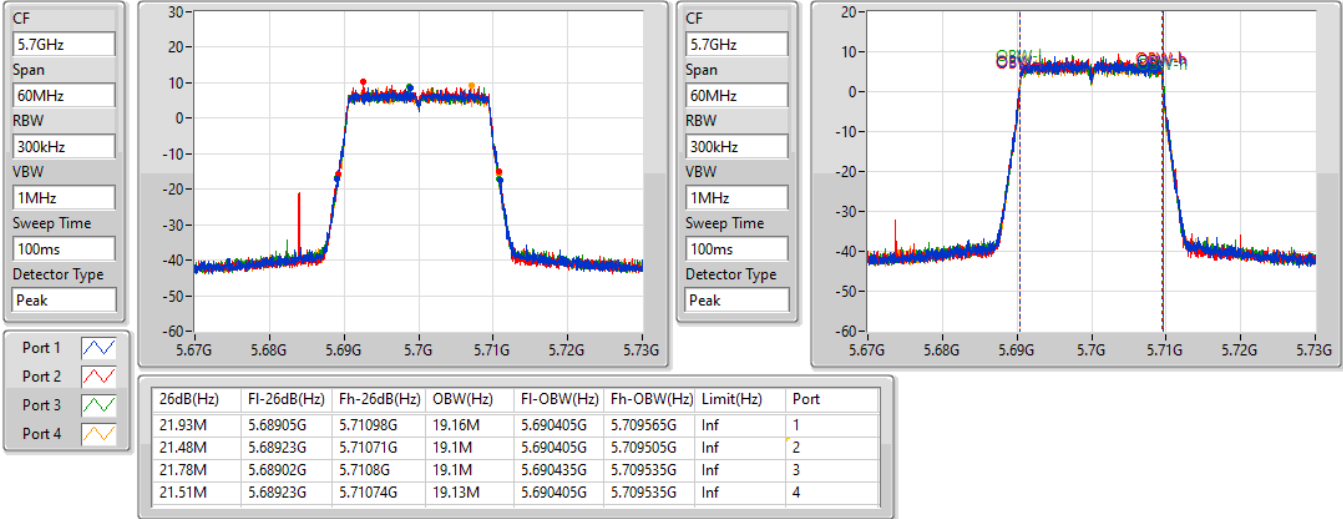 CF
5.7GHz
Span
60MHz
RBW
300kHz
VBW
1MHz
Sweep Time
100ms
Detector Type
Peak
30
20
10
0
-10
-20
-30
-40
-50
-60
5.67G 5.68G 5.69G 5.7G 5.71G 5.72G 5.73G
CF
5.7GHz
Span
60MHz
RBW
300kHz
VBW
1MHz
Sweep Time
100ms
Detector Type
Peak
20
10
0
-10
-20
-30
-40
-50
-60
OBW-l OBW-h
5.67G 5.68G 5.69G 5.7G 5.71G 5.72G 5.73G
Port 1
Port 2
Port 3
Port 4
26dB(Hz) Fl-26dB(Hz) Fh-26dB(Hz) OBW(Hz) Fl-OBW(Hz) Fh-OBW(Hz) Limit(Hz) Port
21.93M 5.68905G 5.71098G 19.16M 5.690405G 5.709565G Inf 1
21.48M 5.68923G 5.71071G 19.1M 5.690405G 5.709505G Inf 2
21.78M 5.68902G 5.7108G 19.1M 5.690435G 5.709535G Inf 3
21.51M 5.68923G 5.71074G 19.13M 5.690405G 5.709535G Inf 4